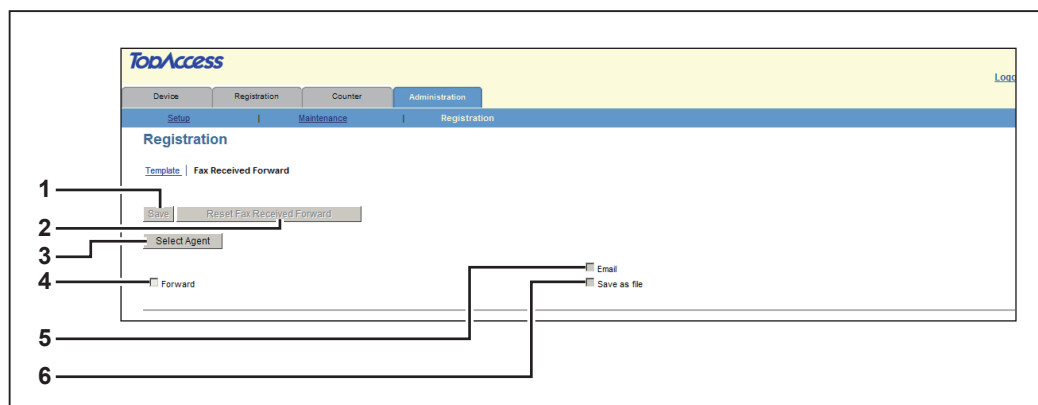 TopAccess
Logo
Device Registration Counter Administration
Setup | Maintenance | Registration
Registration
Template | Fax Received Forward
1
Save Reset Fax Received Forward
2
Select Agent
3
Email
4
Forward
Save as file
5
6